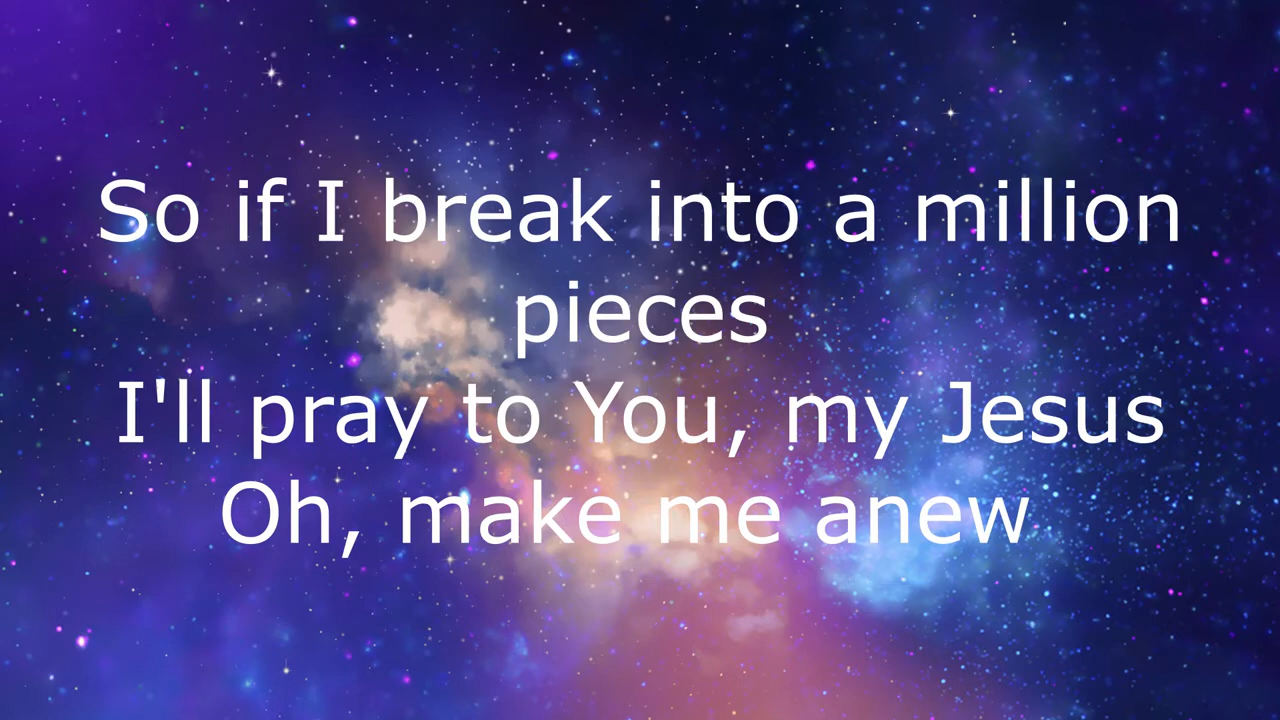 So if I break into a million
pieces
I'll pray to You, my Jesus
Oh, make me anew